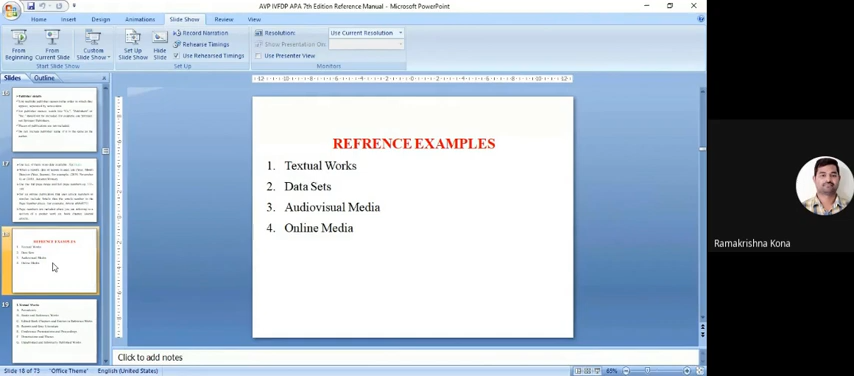 AVP IVFDP APA 7th Edition Reference Manual - Microsoft PowerPoint
Home Insert Design Animations Slide Show Review View
From Beginning
From Current Slide
Custom Slide Show
Start Slide Show
Set Up Slide Show
Hide Slide
Record Narration
Rehearse Timings
Use Rehearsed Timings
Set Up
Resolution: Use Current Resolution
Show Presentation On:
Use Presenter View
Monitors
Slides Outline
17
18
19
REFRENCE EXAMPLES
1. Textual Works
2. Data Sets
3. Audiovisual Media
4. Online Media
Ramakrishna Kona
Click to add notes
Slide 18 of 73 "Office Theme" English (United States) 65%